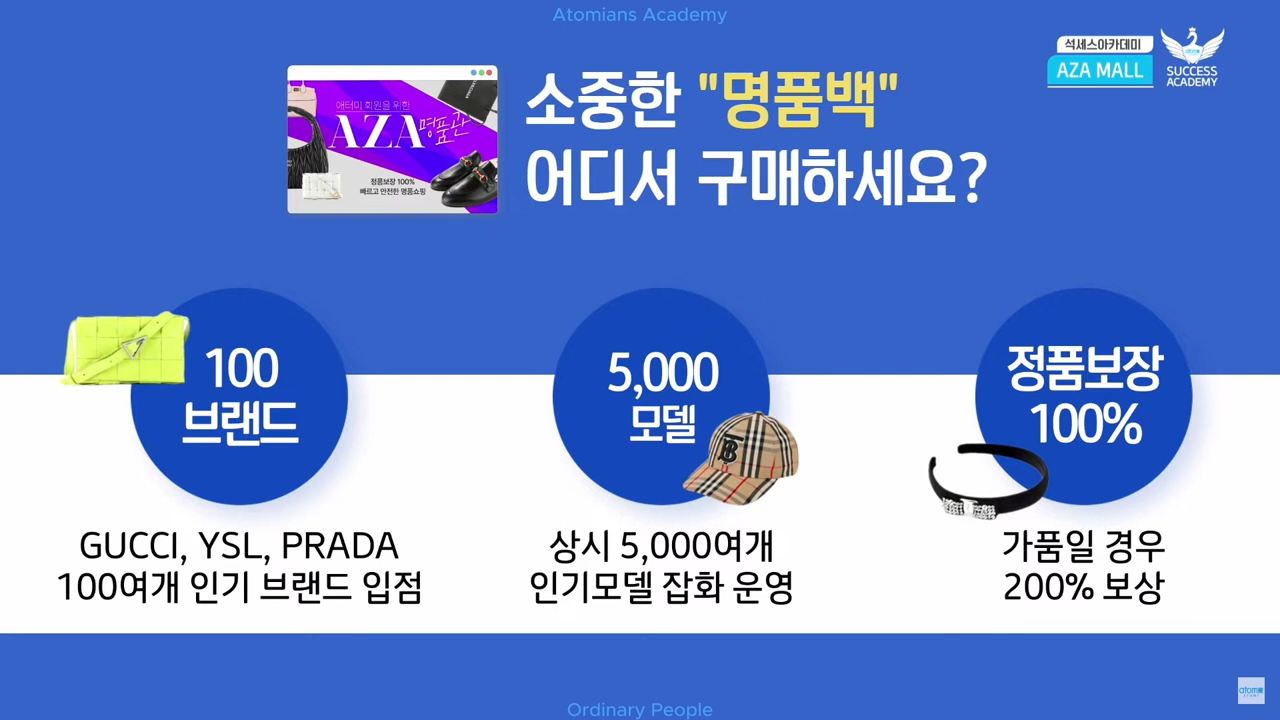 Atomians Academy
석세스아카데미
AZA MALL
SUCCESS
ACADEMY
애터미 회원을 위한
AZA명품관
정품보장 100%
빠르고 안전한 명품쇼핑
소중한 "명품백"
어디서 구매하세요?
100
브랜드
5,000
모델
정품보장
100%
GUCCI, YSL, PRADA
100여개 인기 브랜드 입점
상시 5,000여개
인기모델 잡화 운영
가품일 경우
200% 보상
Ordinary People